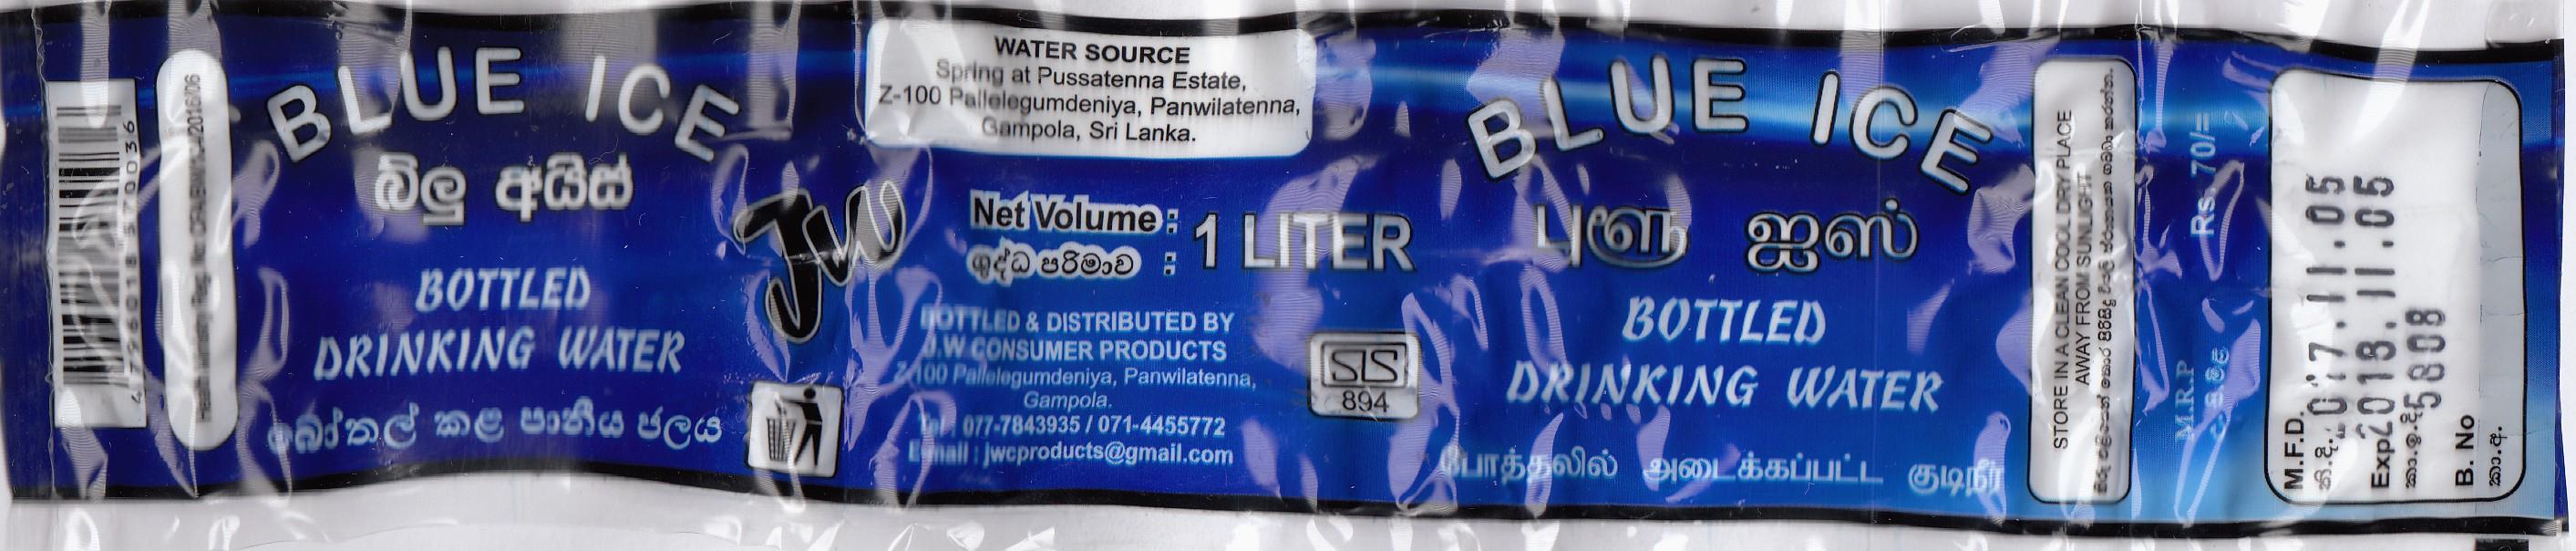 BLUE ICE
බ්ලූ අයිස්
BOTTLED
DRINKING WATER
බෝතල් කළ පානීය ජලය
JW
WATER SOURCE
Spring at Pussatenna Estate,
Z-100 Pallelegumdeniya, Panwilatenna,
Gampola, Sri Lanka.
Net Volume :
ශුද්ධ පරිමාව :
1 LITER
BOTTLED & DISTRIBUTED BY
J.W CONSUMER PRODUCTS
Z-100 Pallelegumdeniya, Panwilatenna,
Gampola.
Tel : 077-7843935 / 071-4455772
E-mail : jwcproducts@gmail.com
SLS
894
BLUE ICE
புளூ ஐஸ்
BOTTLED
DRINKING WATER
போத்தலில் அடைக்கப்பட்ட குடிநீர்
STORE IN A CLEAN COOL DRY PLACE
AWAY FROM SUNLIGHT
M.R.P Rs. 70/=
M.F.D. 2017.11.05
නි.දි.
Exp 2018.11.05
කා.ඉ.දි.
5808
B. No
කා.අ.